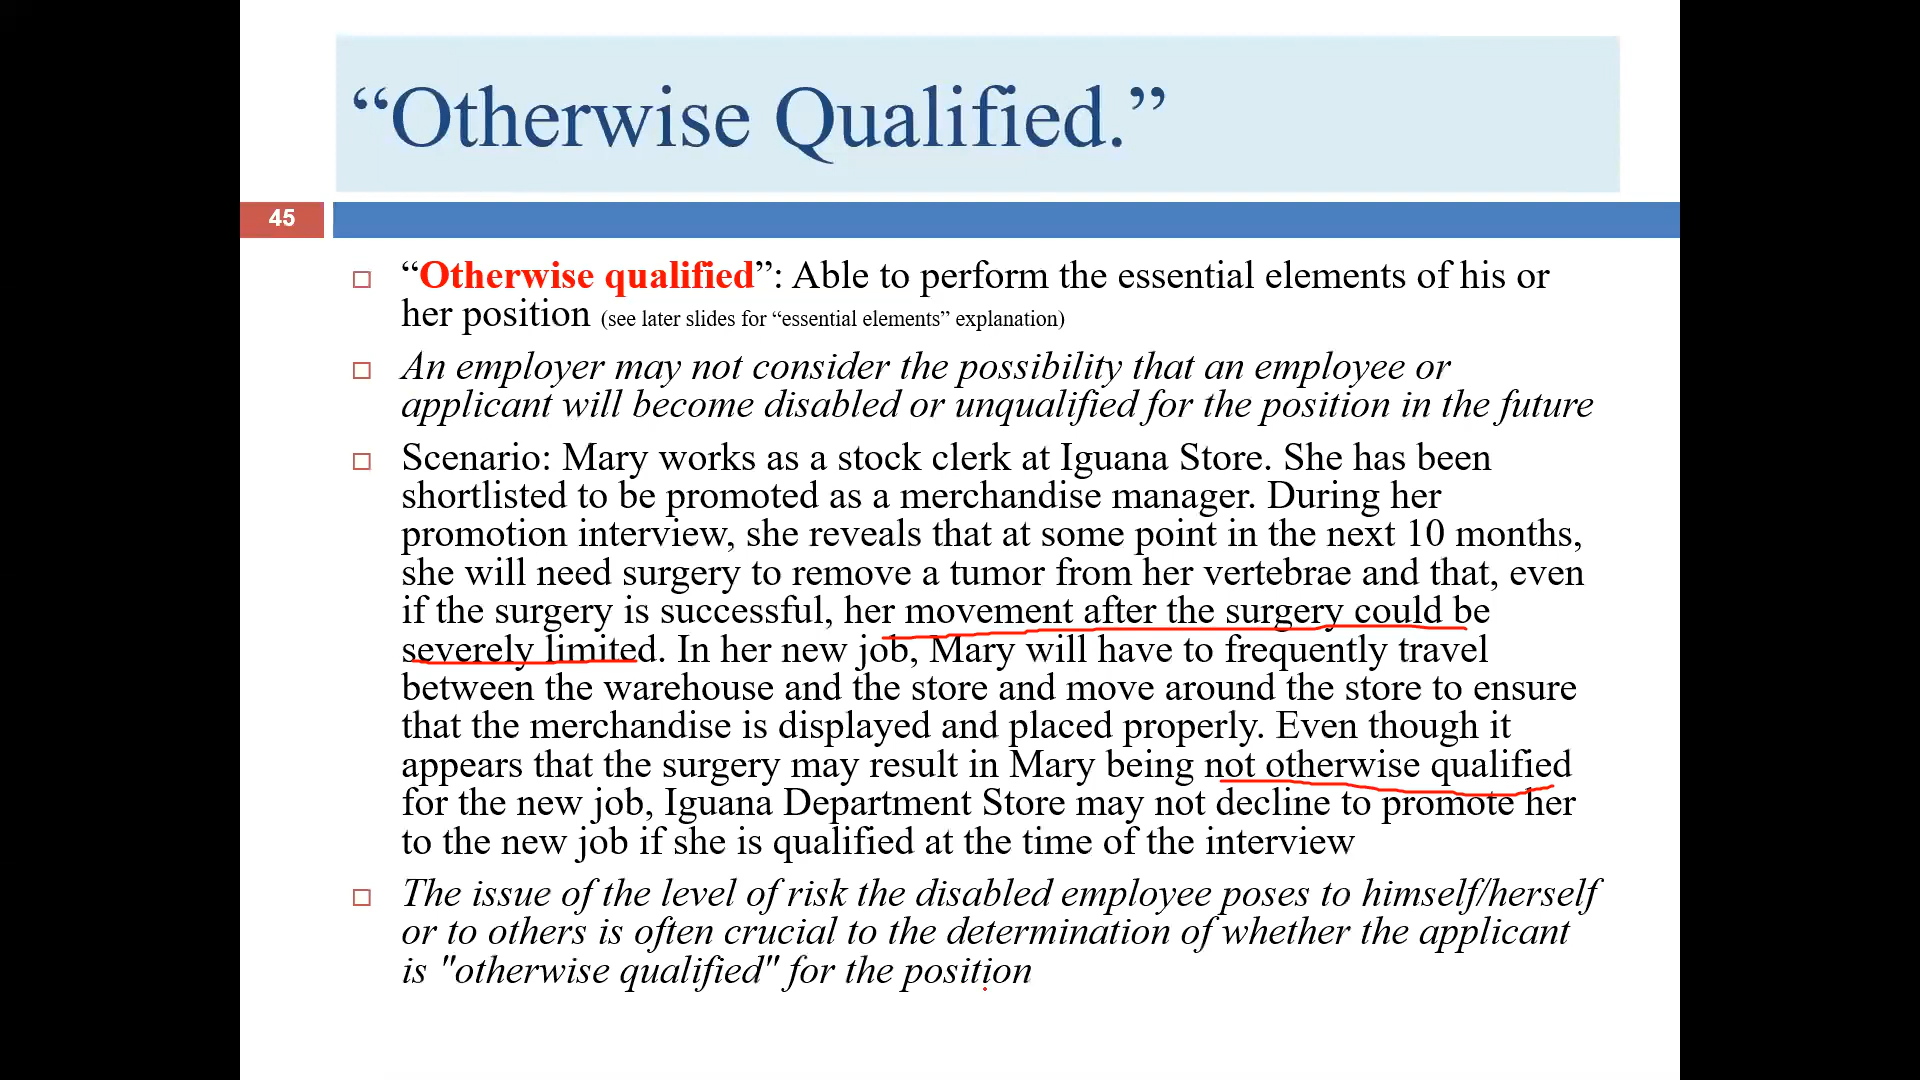 “Otherwise Qualified.”
45
“Otherwise qualified”: Able to perform the essential elements of his or
her position (see later slides for “essential elements” explanation)
An employer may not consider the possibility that an employee or
applicant will become disabled or unqualified for the position in the future
Scenario: Mary works as a stock clerk at Iguana Store. She has been
shortlisted to be promoted as a merchandise manager. During her
promotion interview, she reveals that at some point in the next 10 months,
she will need surgery to remove a tumor from her vertebrae and that, even
if the surgery is successful, her movement after the surgery could be
severely limited. In her new job, Mary will have to frequently travel
between the warehouse and the store and move around the store to ensure
that the merchandise is displayed and placed properly. Even though it
appears that the surgery may result in Mary being not otherwise qualified
for the new job, Iguana Department Store may not decline to promote her
to the new job if she is qualified at the time of the interview
The issue of the level of risk the disabled employee poses to himself/herself
or to others is often crucial to the determination of whether the applicant
is "otherwise qualified" for the position